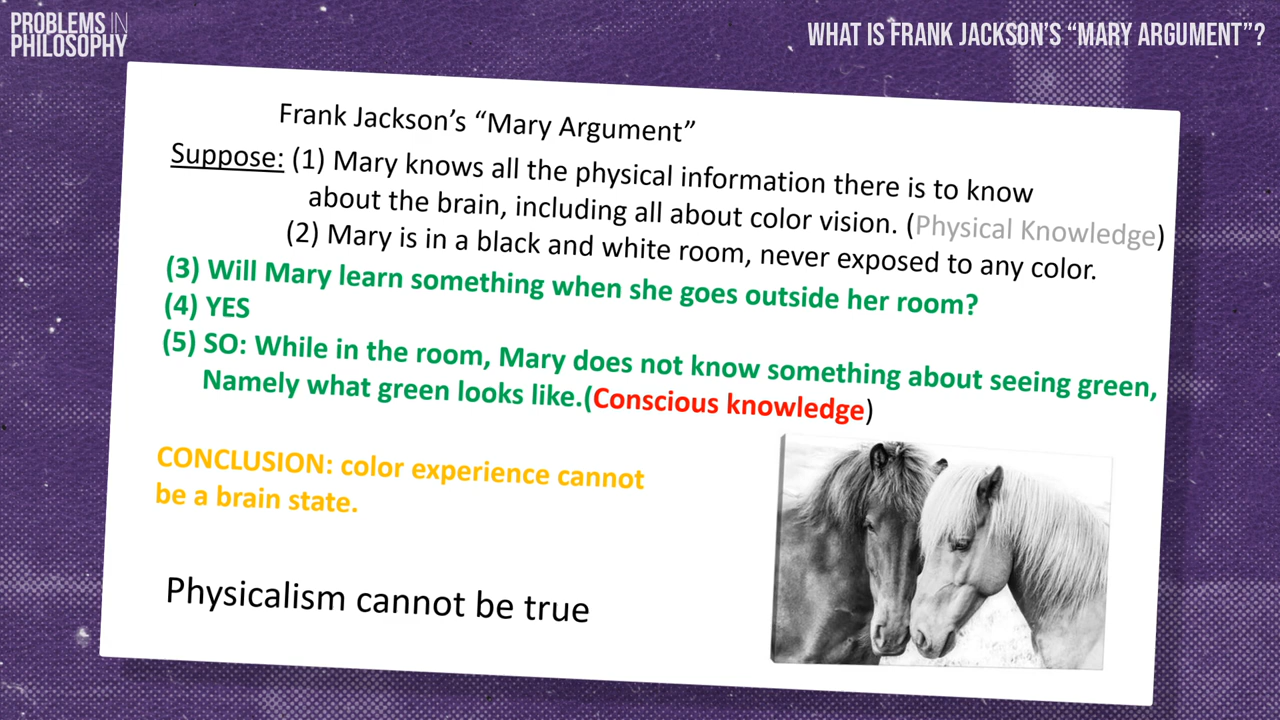 PROBLEMS IN
PHILOSOPHY
WHAT IS FRANK JACKSON'S “MARY ARGUMENT”?
Frank Jackson’s “Mary Argument”
Suppose: (1) Mary knows all the physical information there is to know
about the brain, including all about color vision. (Physical Knowledge)
(2) Mary is in a black and white room, never exposed to any color.
(3) Will Mary learn something when she goes outside her room?
(4) YES
(5) SO: While in the room, Mary does not know something about seeing green,
Namely what green looks like.(Conscious knowledge)
CONCLUSION: color experience cannot
be a brain state.
Physicalism cannot be true